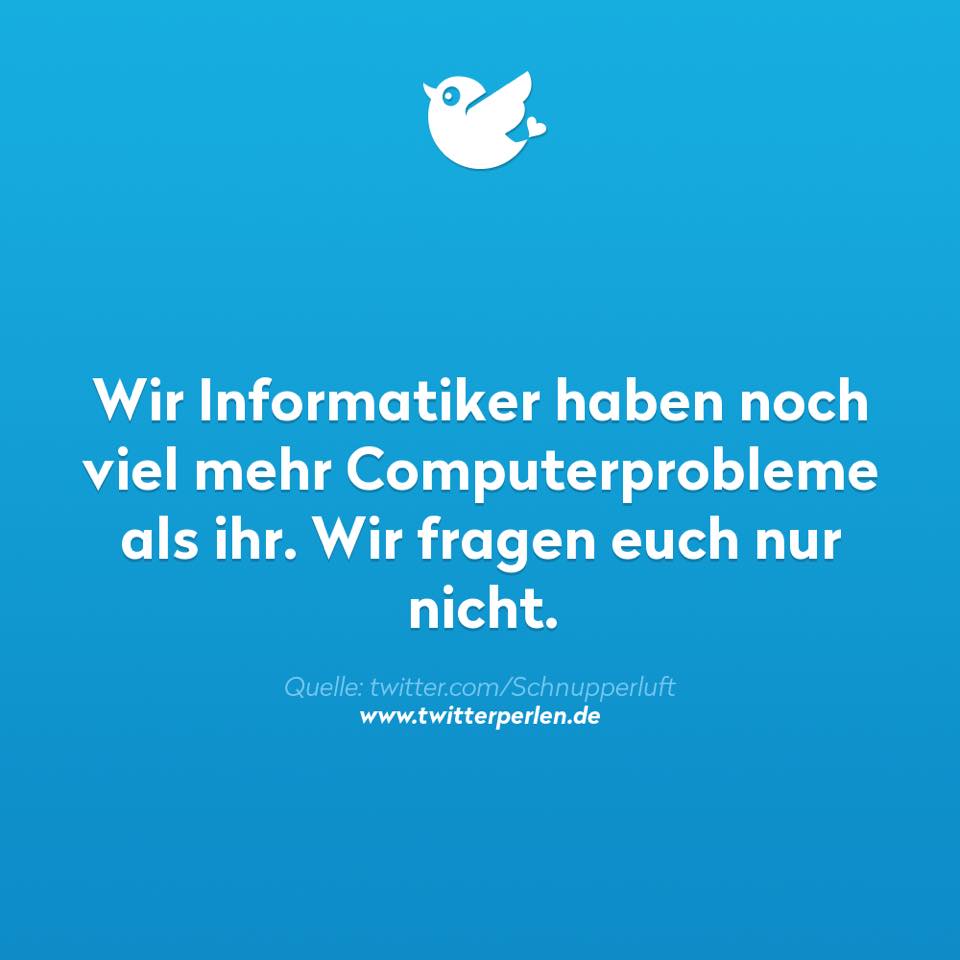 Wir Informatiker haben noch
viel mehr Computerprobleme
als ihr. Wir fragen euch nur
nicht.
Quelle: twitter.com/Schnupperluft
www.twitterperlen.de